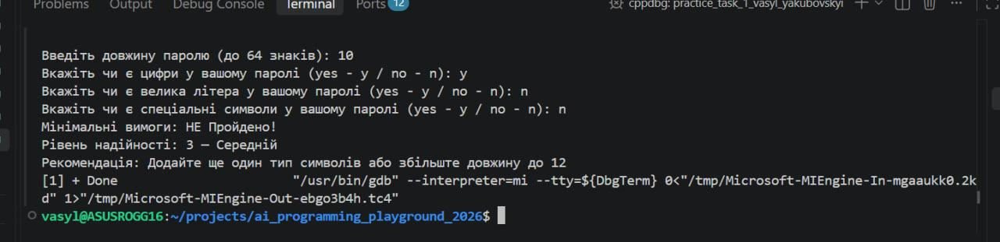 Problems Output Debug Console Terminal Ports 12 cppdbg: practice_task_1_vasyl_yakubovskyi
Введіть довжину паролю (до 64 знаків): 10
Вкажіть чи є цифри у вашому паролі (yes - y / no - n): y
Вкажіть чи є велика літера у вашому паролі (yes - y / no - n): n
Вкажіть чи є спеціальні символи у вашому паролі (yes - y / no - n): n
Мінімальні вимоги: НЕ Пройдено!
Рівень надійності: 3 — Середній
Рекомендація: Додайте ще один тип символів або збільште довжину до 12
[1] + Done "/usr/bin/gdb" --interpreter=mi --tty=${DbgTerm} 0<"/tmp/Microsoft-MIEngine-In-mgaaukk0.2k
d" 1>"/tmp/Microsoft-MIEngine-Out-ebgo3b4h.tc4"
vasyl@ASUSROGG16:~/projects/ai_programming_playground_2026$